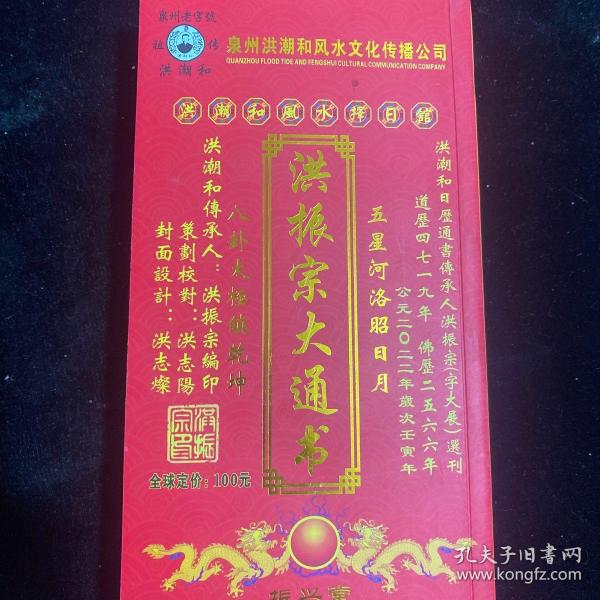 泉州老字號
祖傳
洪潮和
泉州洪潮和风水文化传播公司
QUANZHOU FLOOD TIDE AND FENGSHUI CULTURAL COMMUNICATION COMPANY
洪潮和風水擇日館
洪潮和日歷通書傳承人洪振宗(字大展)選刊
道歷四七一九年 佛歷二五六六年
公元二〇二二年歲次壬寅年
五星河洛昭日月
洪振宗大通书
八卦太極鎮乾坤
洪潮和傳承人：洪振宗編印
策劃校對：洪志陽
封面設計：洪志燦
洪振宗印
全球定价：100元
振兴堂
孔夫子旧书网
www.kongfz.com